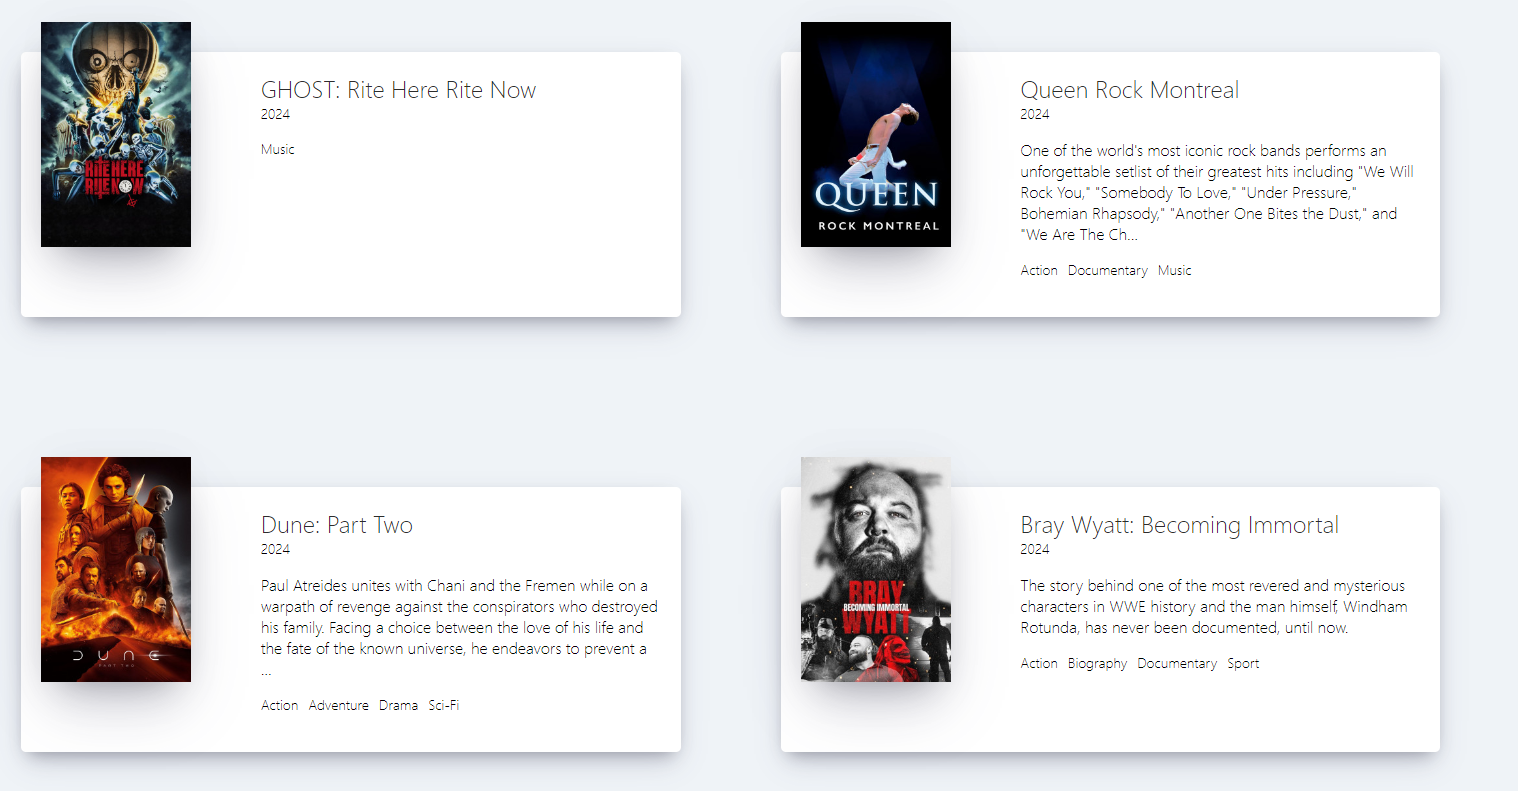 RITE HERE
RITE NOW
GHOST: Rite Here Rite Now
2024
Music
QUEEN
ROCK MONTREAL
Queen Rock Montreal
2024
One of the world's most iconic rock bands performs an
unforgettable setlist of their greatest hits including "We Will
Rock You," "Somebody To Love," "Under Pressure,"
Bohemian Rhapsody," "Another One Bites the Dust," and
"We Are The Ch...
Action Documentary Music
DUNE
PART TWO
Dune: Part Two
2024
Paul Atreides unites with Chani and the Fremen while on a
warpath of revenge against the conspirators who destroyed
his family. Facing a choice between the love of his life and
the fate of the known universe, he endeavors to prevent a
...
Action Adventure Drama Sci-Fi
BRAY
BECOMING IMMORTAL
WYATT
Bray Wyatt: Becoming Immortal
2024
The story behind one of the most revered and mysterious
characters in WWE history and the man himself, Windham
Rotunda, has never been documented, until now.
Action Biography Documentary Sport